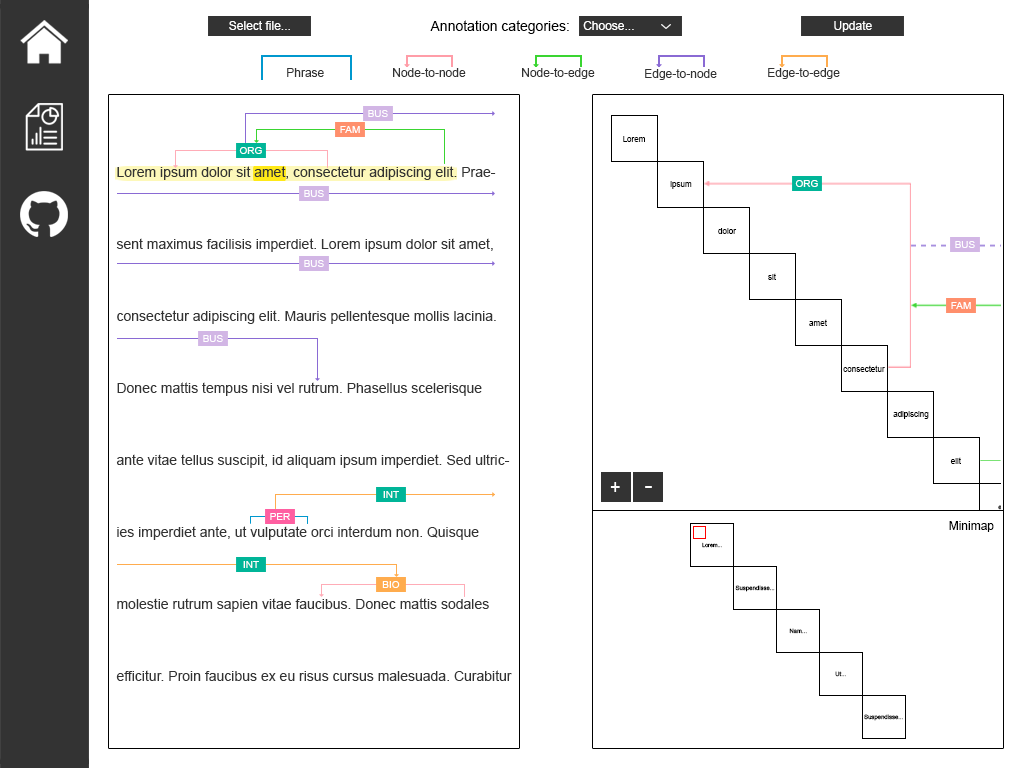 Select file...
Annotation categories:
Choose...
Update
Phrase
Node-to-node
Node-to-edge
Edge-to-node
Edge-to-edge
BUS
FAM
ORG
Lorem ipsum dolor sit amet, consectetur adipiscing elit. Prae-
BUS
sent maximus facilisis imperdiet. Lorem ipsum dolor sit amet,
BUS
consectetur adipiscing elit. Mauris pellentesque mollis lacinia.
BUS
Donec mattis tempus nisi vel rutrum. Phasellus scelerisque
ante vitae tellus suscipit, id aliquam ipsum imperdiet. Sed ultric-
INT
PER
ies imperdiet ante, ut vulputate orci interdum non. Quisque
INT
BIO
molestie rutrum sapien vitae faucibus. Donec mattis sodales
efficitur. Proin faucibus ex eu risus cursus malesuada. Curabitur
Lorem
ipsum
ORG
dolor
BUS
sit
FAM
amet
consectetur
adipiscing
elit
+
-
Minimap
Lorem...
Suspendisse...
Nam...
Ut...
Suspendisse...